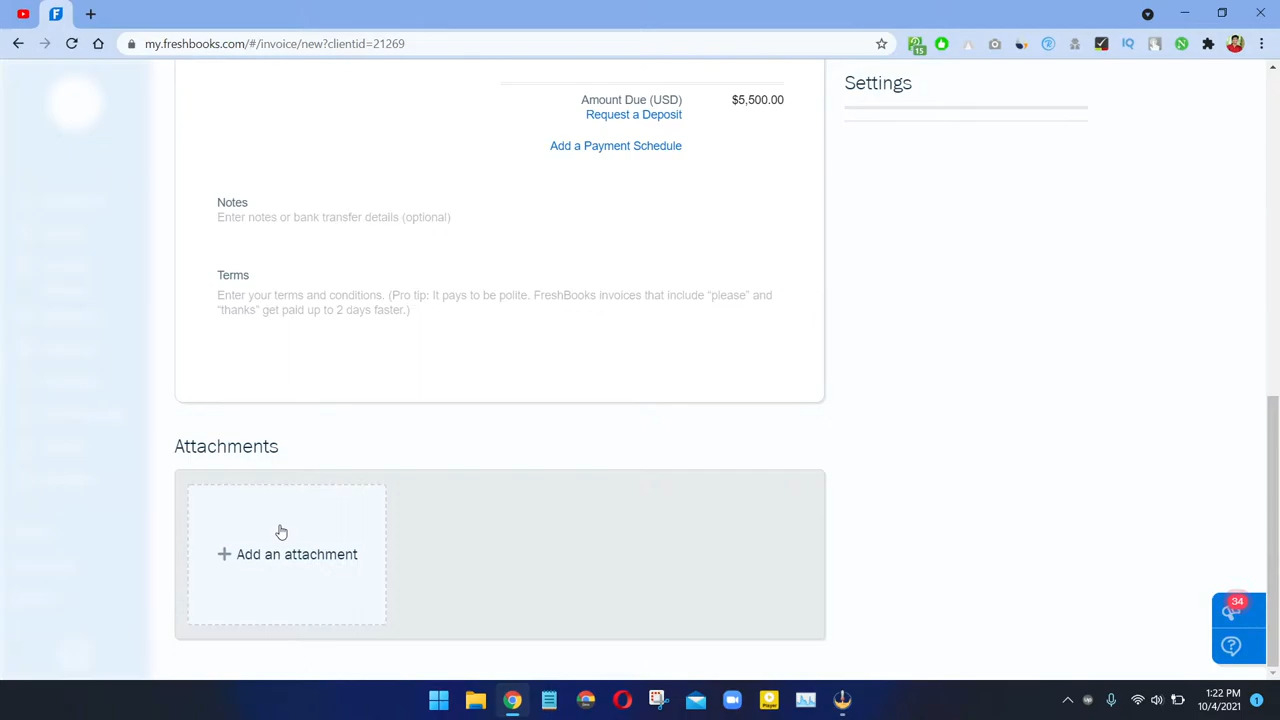 my.freshbooks.com/#/invoice/new?clientid=21269
15
Settings
Amount Due (USD) $5,500.00
Request a Deposit
Add a Payment Schedule
Notes
Enter notes or bank transfer details (optional)
Terms
Enter your terms and conditions. (Pro tip: It pays to be polite. FreshBooks invoices that include “please” and
“thanks” get paid up to 2 days faster.)
Attachments
+ Add an attachment
34
1:22 PM
10/4/2021